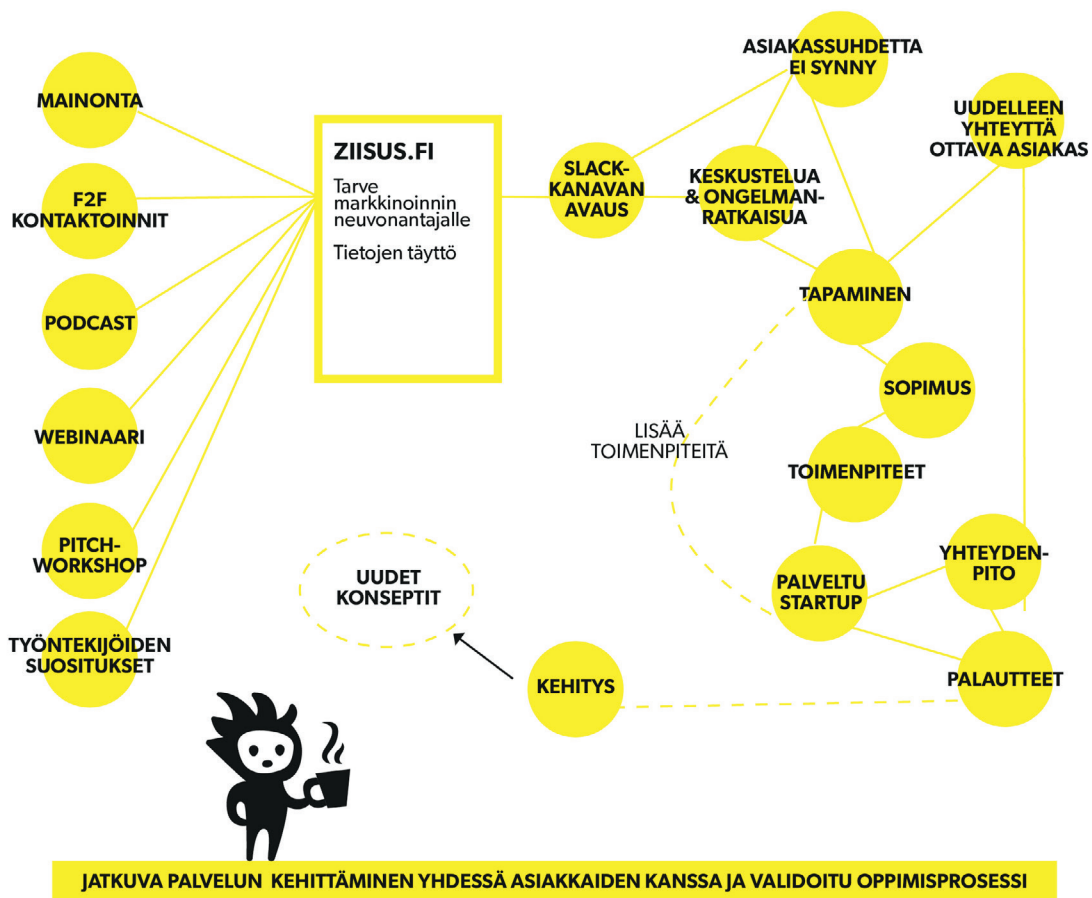 MAINONTA
F2F
KONTAKTOINNIT
PODCAST
WEBINAARI
PITCH-
WORKSHOP
TYÖNTEKIJÖIDEN
SUOSITUKSET
ZIISUS.FI
Tarve
markkinoinnin
neuvonantajalle
Tietojen täyttö
SLACK-
KANAVAN
AVAUS
KESKUSTELUA
& ONGELMAN-
RATKAISUA
ASIAKASSUHDETTA
EI SYNNY
UUDELLEEN
YHTEYTTÄ
OTTAVA ASIAKAS
TAPAMINEN
SOPIMUS
LISÄÄ
TOIMENPITEITÄ
TOIMENPITEET
PALVELTU
STARTUP
YHTEYDEN-
PITO
PALAUTTEET
KEHITYS
UUDET
KONSEPTIT
JATKUVA PALVELUN KEHITTÄMINEN YHDESSÄ ASIAKKAIDEN KANSSA JA VALIDOITU OPPIMISPROSESSI